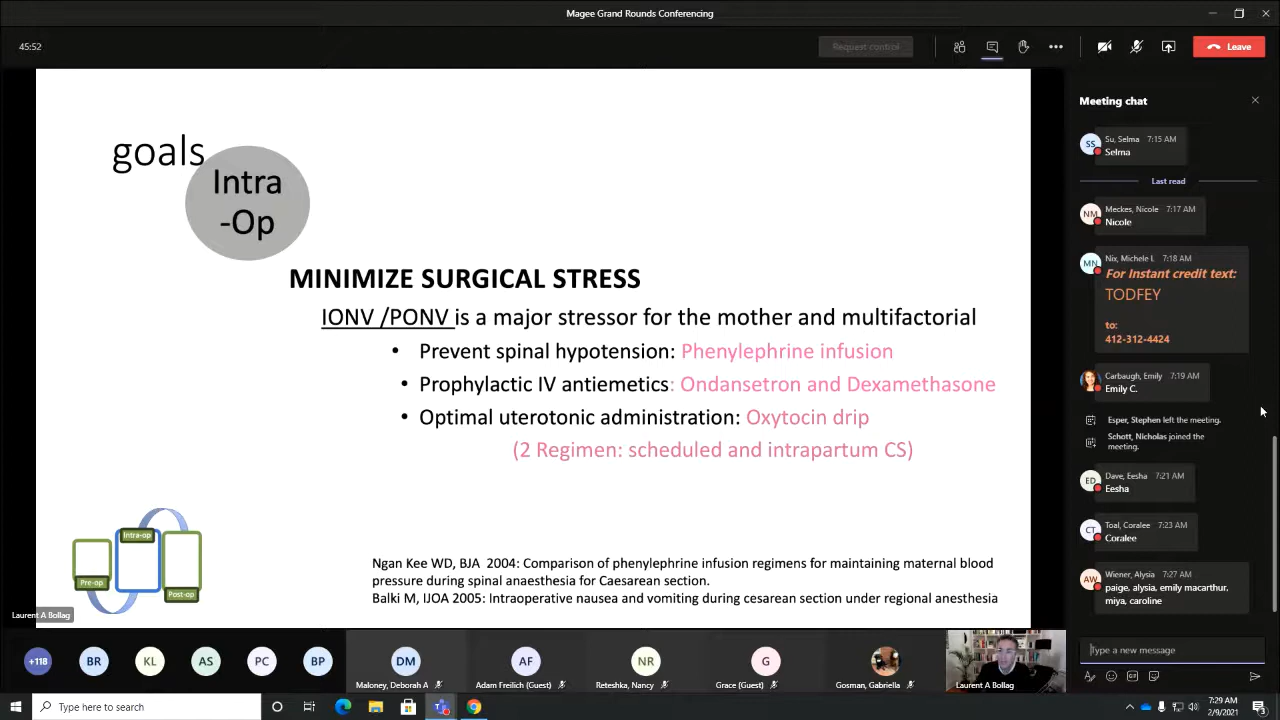 Magee Grand Rounds Conferencing
45:52
Request control
Leave
goals
Intra
-Op
MINIMIZE SURGICAL STRESS
IONV /PONV is a major stressor for the mother and multifactorial
• Prevent spinal hypotension: Phenylephrine infusion
• Prophylactic IV antiemetics: Ondansetron and Dexamethasone
• Optimal uterotonic administration: Oxytocin drip
(2 Regimen: scheduled and intrapartum CS)
Intra-op
Pre-op
Post-op
Ngan Kee WD, BJA 2004: Comparison of phenylephrine infusion regimens for maintaining maternal blood
pressure during spinal anaesthesia for Caesarean section.
Balki M, IJOA 2005: Intraoperative nausea and vomiting during cesarean section under regional anesthesia
Laurent A Bollag
Meeting chat
SS
Su, Selma 7:15 AM
Selma
Last read
NM
Meckes, Nicole 7:17 AM
Nicole
MN
Nix, Michele I. 7:18 AM
For Instant credit text:
TODFEY
to:
412-312-4424
Carbaugh, Emily 7:19 AM
Emily C.
Esper, Stephen left the meeting.
Schott, Nicholas joined the
meeting.
ED
Dave, Eesha 7:21 AM
Eesha
CT
Toal, Coralee 7:23 AM
Coralee
AW
Wiener, Alysia 7:27 AM
paige, alysia, emily macarthur,
miya, caroline
Type a new message
+118
BR
KL
AS
PC
BP
DM
Maloney, Deborah A
AF
Adam Freilich (Guest)
NR
Reteshka, Nancy
G
Grace (Guest)
Gosman, Gabriella
Laurent A Bollag
Type here to search
7:29 AM
2/9/2021
3